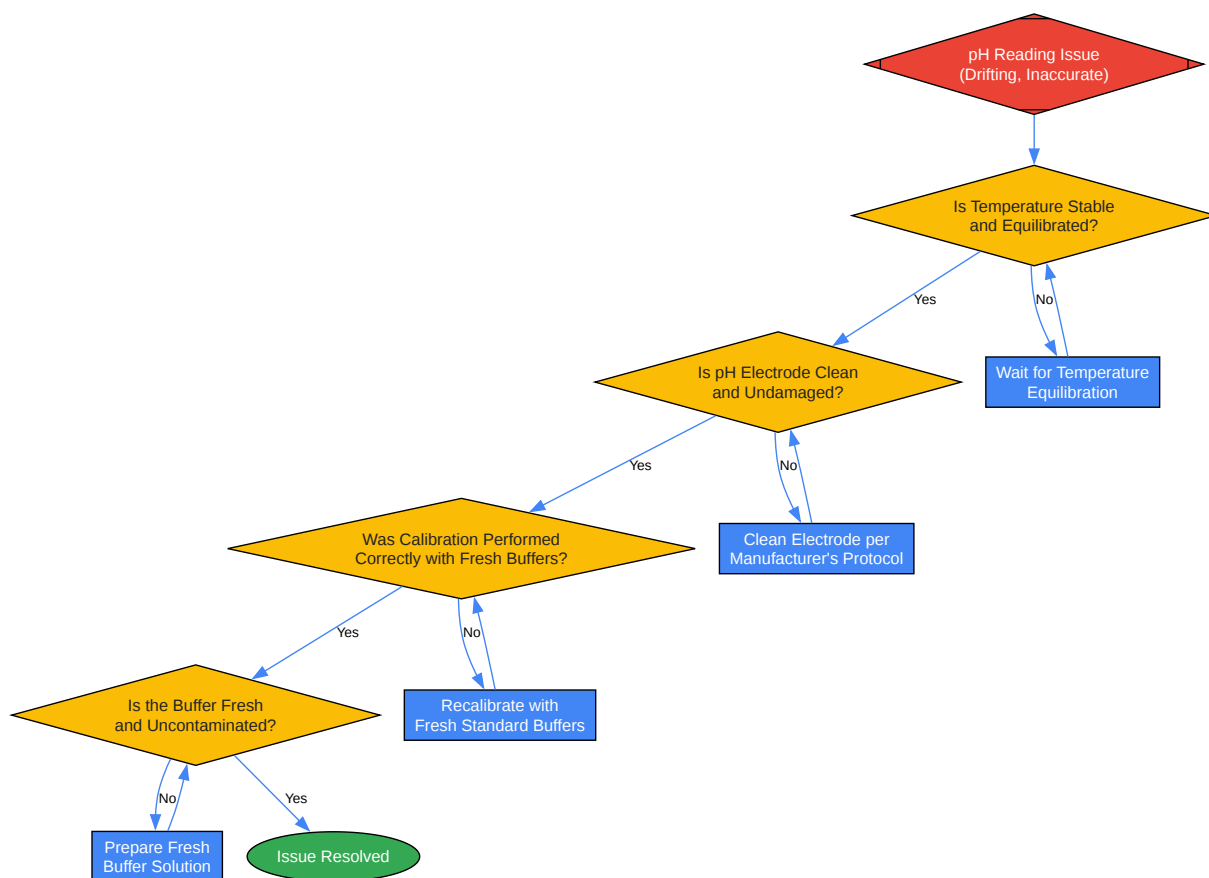 pH Reading Issue
(Drifting, Inaccurate)
Is Temperature Stable
and Equilibrated?
Yes
No
Is pH Electrode Clean
and Undamaged?
Wait for Temperature
Equilibration
Yes
No
Was Calibration Performed
Correctly with Fresh Buffers?
Clean Electrode per
Manufacturer's Protocol
Yes
No
Is the Buffer Fresh
and Uncontaminated?
Recalibrate with
Fresh Standard Buffers
No
Yes
Prepare Fresh
Buffer Solution
Issue Resolved